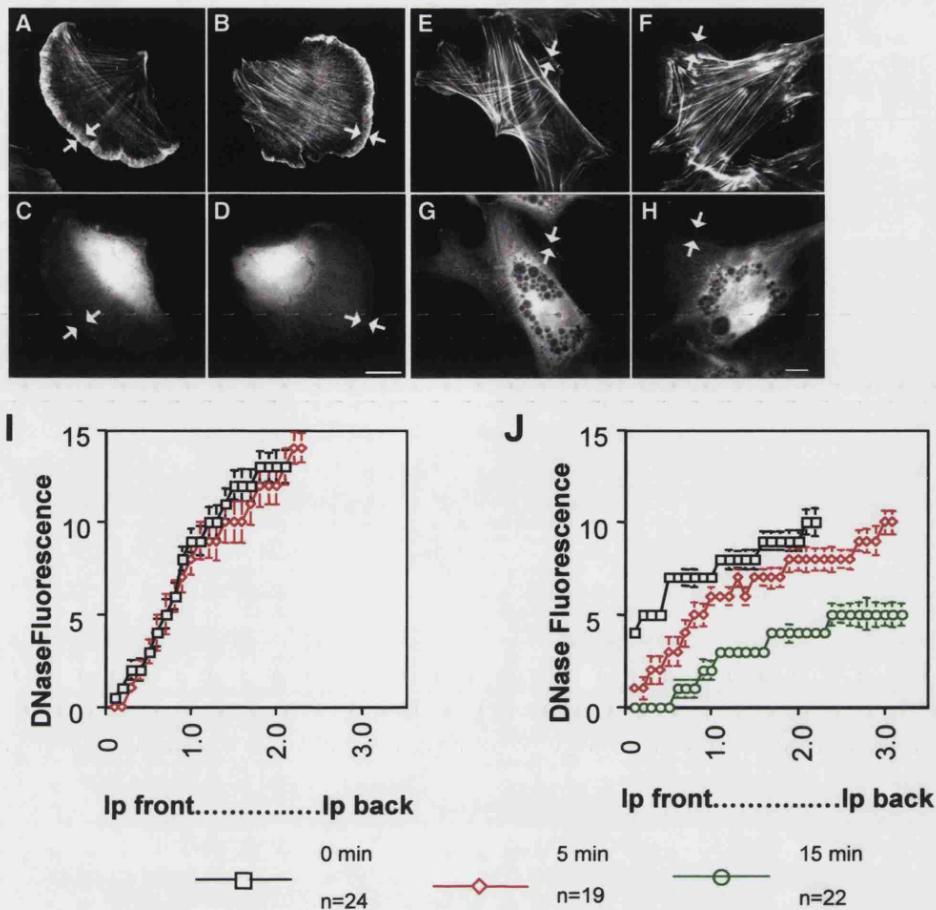 A B E F
C D G H
I
15
10
5
0
DNaseFluorescence
0 1.0 2.0 3.0
lp front..............lp back
J
15
10
5
0
DNase Fluorescence
0 1.0 2.0 3.0
lp front..............lp back
0 min 5 min 15 min
n=24 n=19 n=22